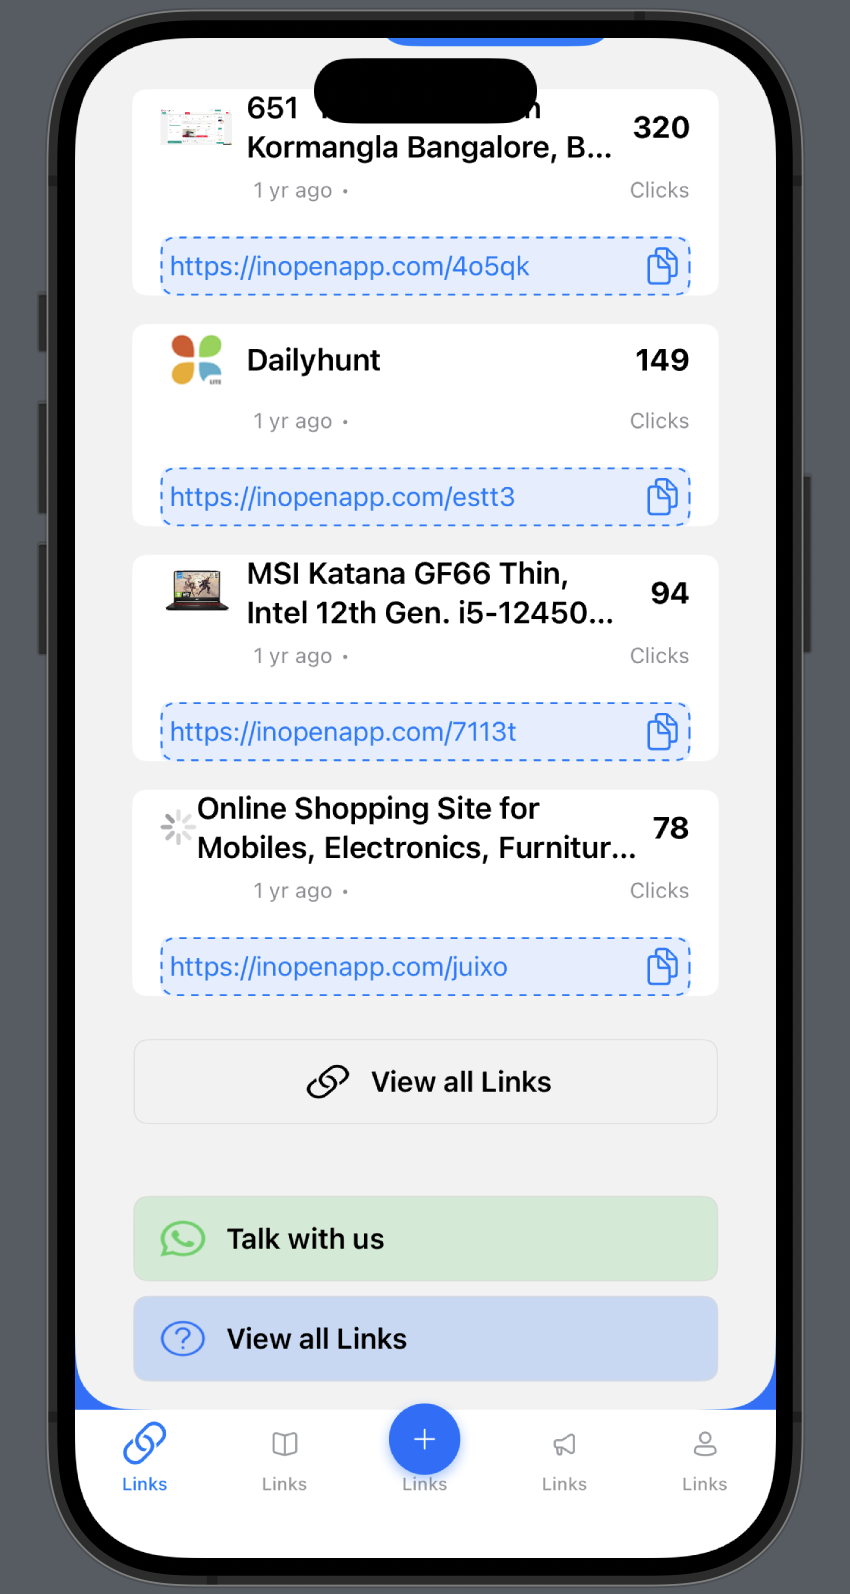 651
Kormangla Bangalore, B...
320
1 yr ago •
Clicks
https://inopenapp.com/4o5qk
Dailyhunt
149
LITE
1 yr ago •
Clicks
https://inopenapp.com/estt3
MSI Katana GF66 Thin,
Intel 12th Gen. i5-12450...
94
1 yr ago •
Clicks
https://inopenapp.com/7113t
Online Shopping Site for
Mobiles, Electronics, Furnitur...
78
1 yr ago •
Clicks
https://inopenapp.com/juixo
View all Links
Talk with us
View all Links
Links
Links
Links
Links
Links